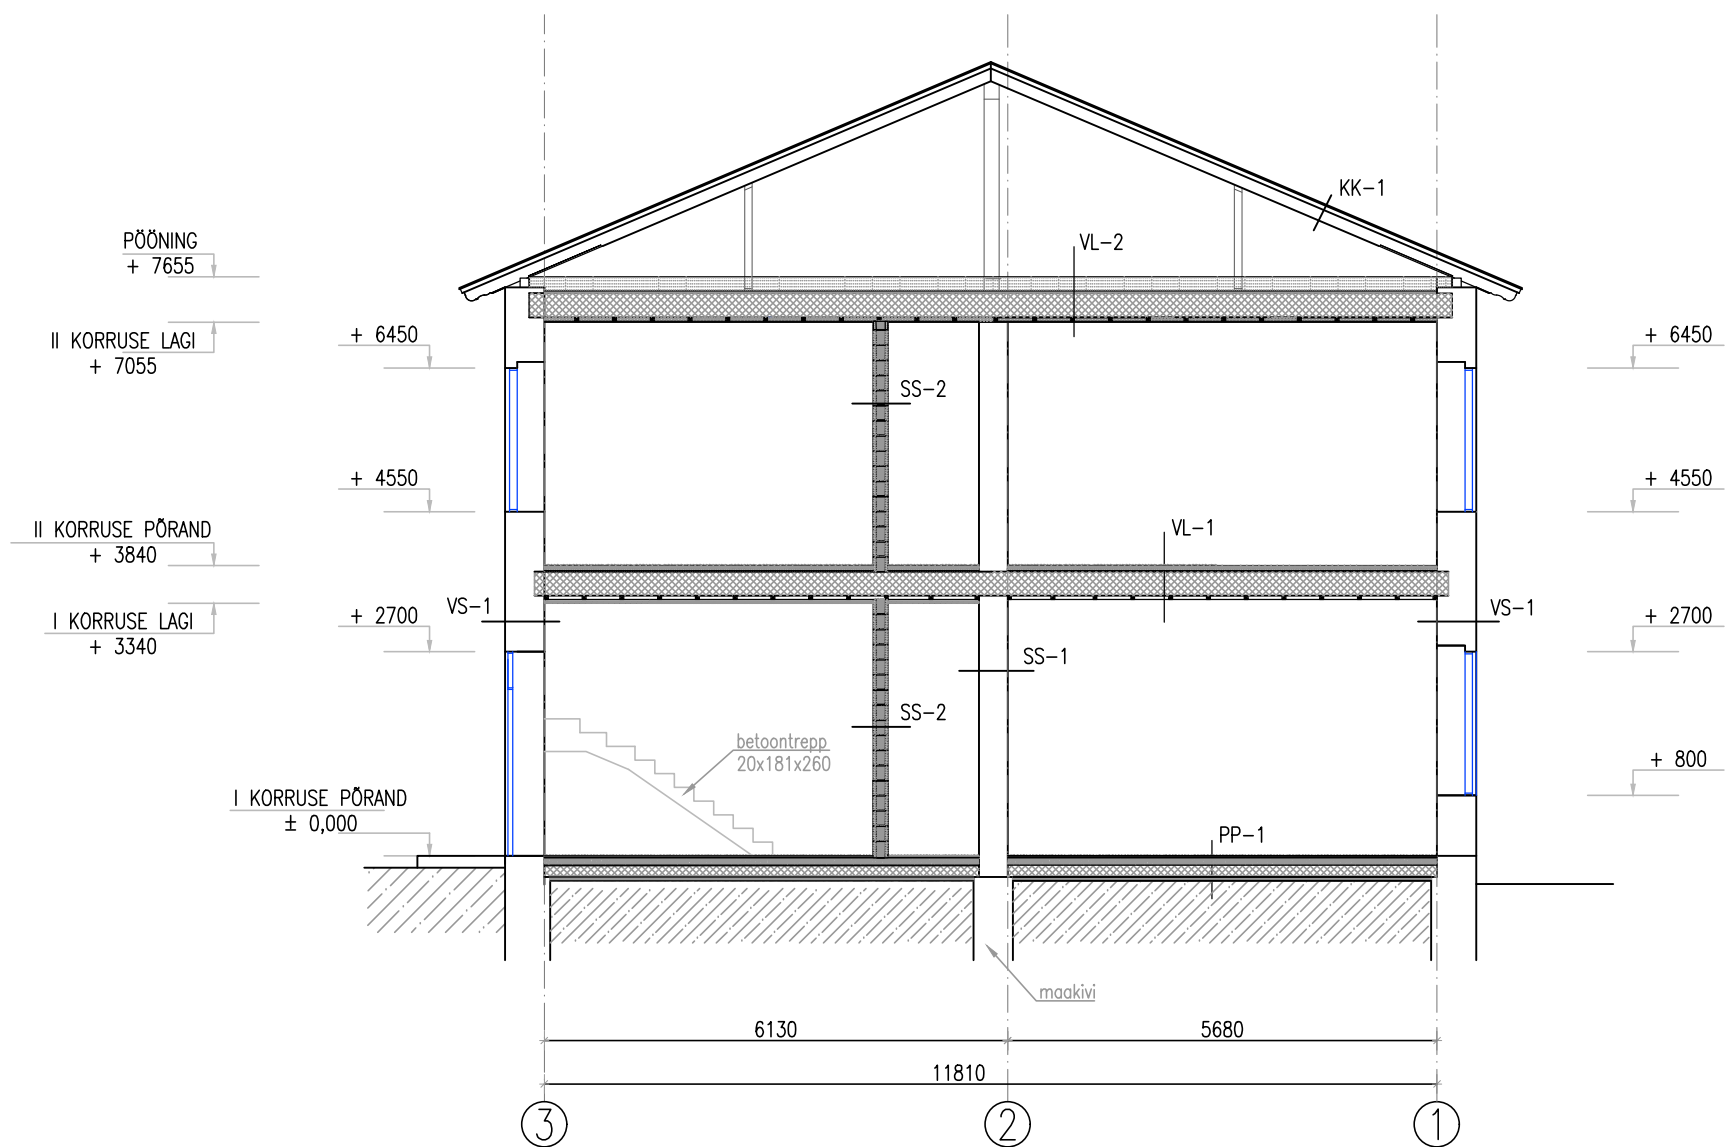 KK-1
PÖÖNING
+ 7655
VL-2
II KORRUSE LAGI
+ 7055
+ 6450
+ 6450
SS-2
+ 4550
+ 4550
II KORRUSE PÕRAND
+ 3840
VL-1
VS-1
I KORRUSE LAGI
+ 3340
+ 2700
VS-1
+ 2700
SS-1
SS-2
betoontrepp
20x181x260
+ 800
I KORRUSE PÕRAND
± 0,000
PP-1
maakivi
6130
5680
11810
3
2
1